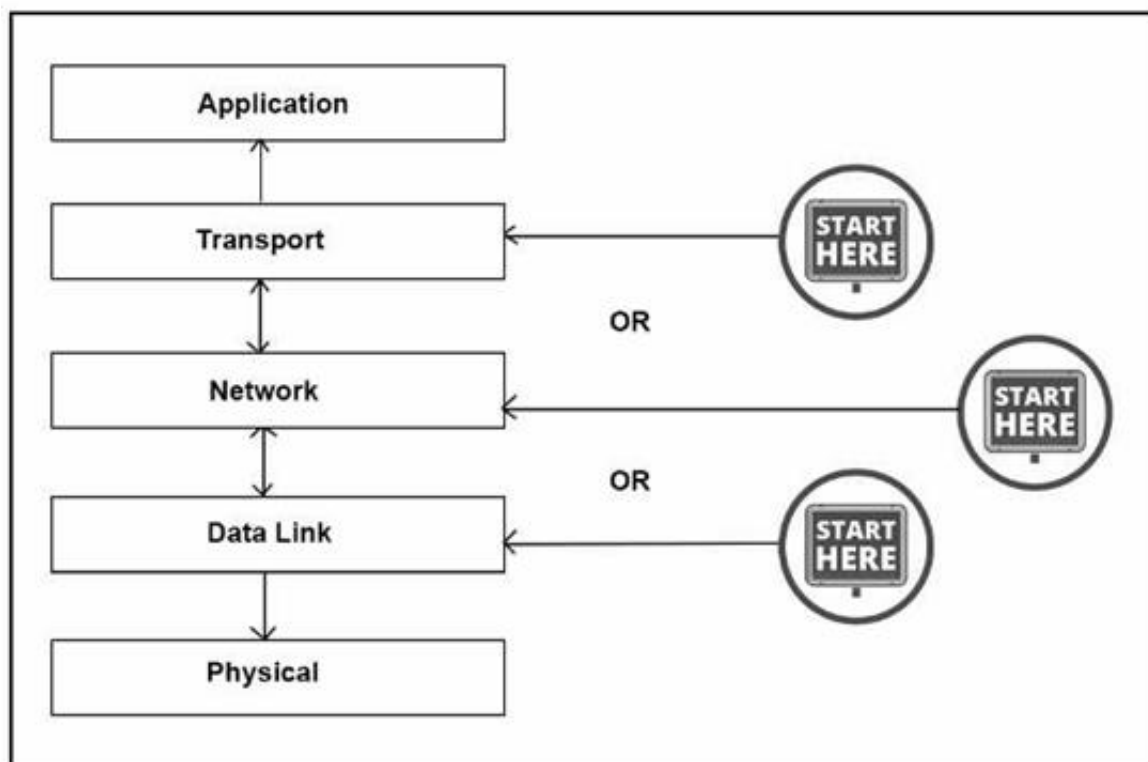 Application
Transport
START
HERE
OR
Network
START
HERE
OR
Data Link
START
HERE
Physical